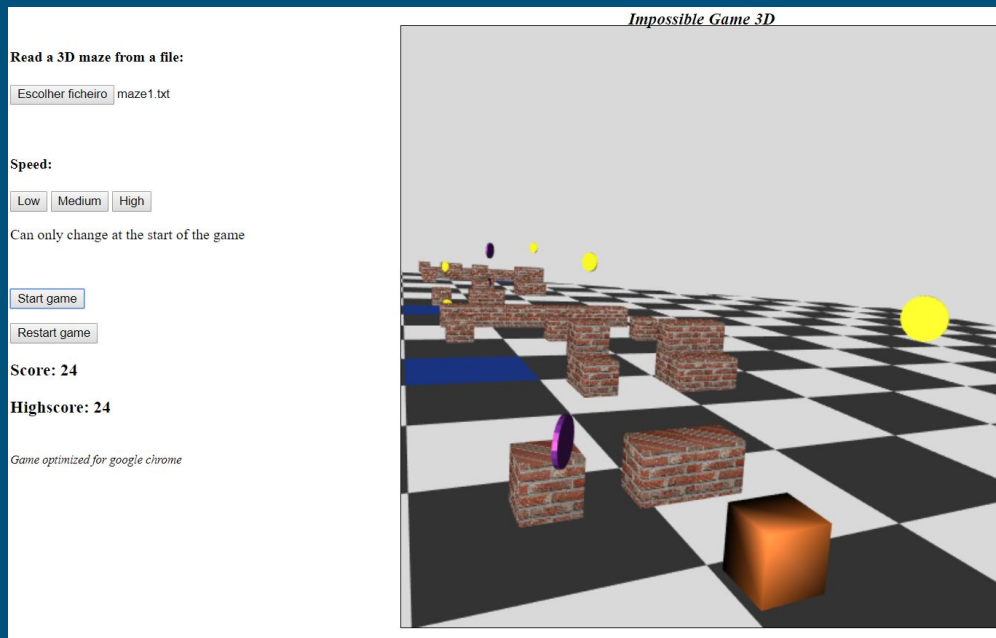 Impossible Game 3D
Read a 3D maze from a file:
Escolher ficheiro maze1.txt
Speed:
Low Medium High
Can only change at the start of the game
Start game
Restart game
Score: 24
Highscore: 24
Game optimized for google chrome